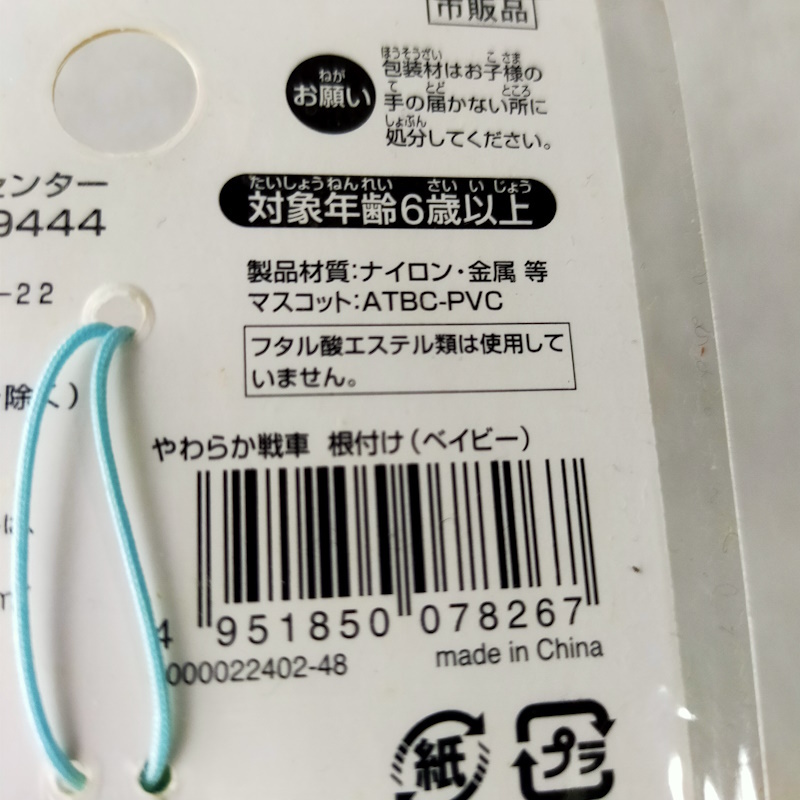 市販品
お願い
包装材はお子様の
手の届かない所に
処分してください。
センター
9444
対象年齢6歳以上
-22
製品材質:ナイロン・金属 等
マスコット:ATBC-PVC
フタル酸エステル類は使用して
いません。
除く)
やわらか戦車 根付け(ベイビー)
4 951850 078267
000022402-48
made in China
紙
プラ